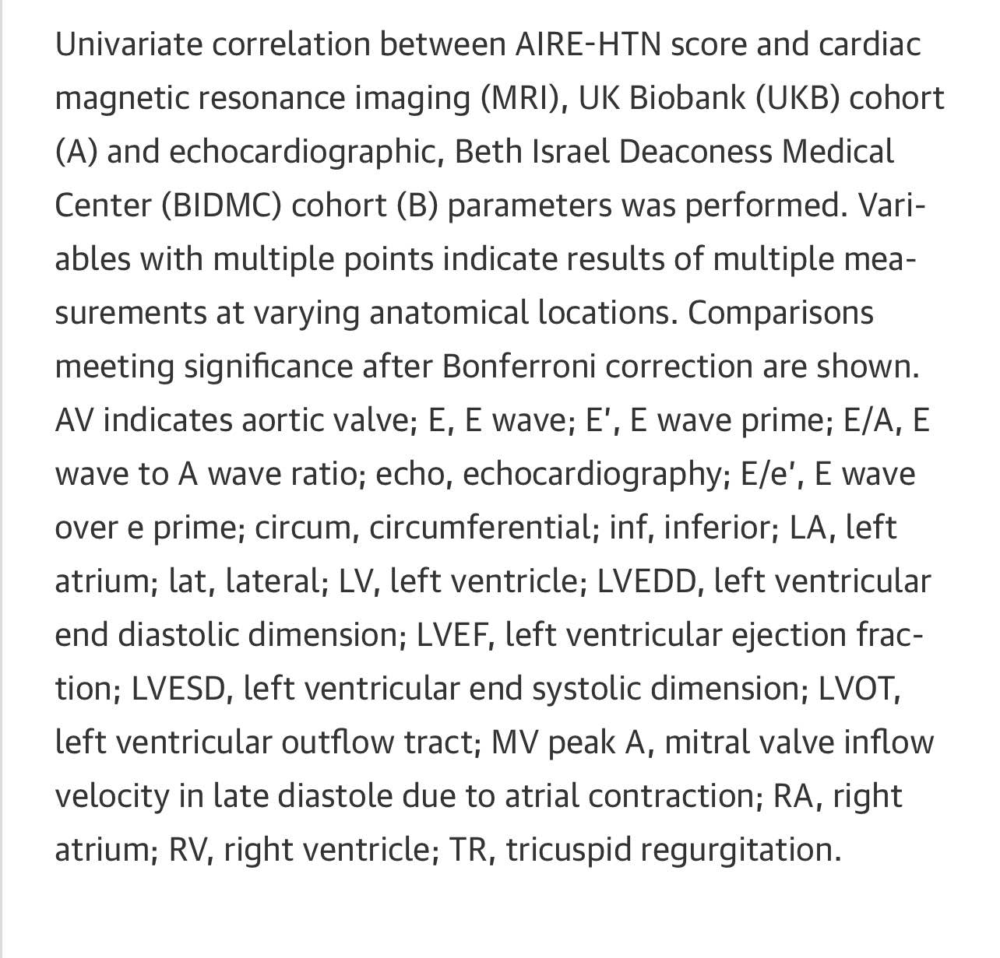 Univariate correlation between AIRE-HTN score and cardiac
magnetic resonance imaging (MRI), UK Biobank (UKB) cohort
(A) and echocardiographic, Beth Israel Deaconess Medical
Center (BIDMC) cohort (B) parameters was performed. Vari-
ables with multiple points indicate results of multiple mea-
surements at varying anatomical locations. Comparisons
meeting significance after Bonferroni correction are shown.
AV indicates aortic valve; E, E wave; E′, E wave prime; E/A, E
wave to A wave ratio; echo, echocardiography; E/e′, E wave
over e prime; circum, circumferential; inf, inferior; LA, left
atrium; lat, lateral; LV, left ventricle; LVEDD, left ventricular
end diastolic dimension; LVEF, left ventricular ejection frac-
tion; LVESD, left ventricular end systolic dimension; LVOT,
left ventricular outflow tract; MV peak A, mitral valve inflow
velocity in late diastole due to atrial contraction; RA, right
atrium; RV, right ventricle; TR, tricuspid regurgitation.